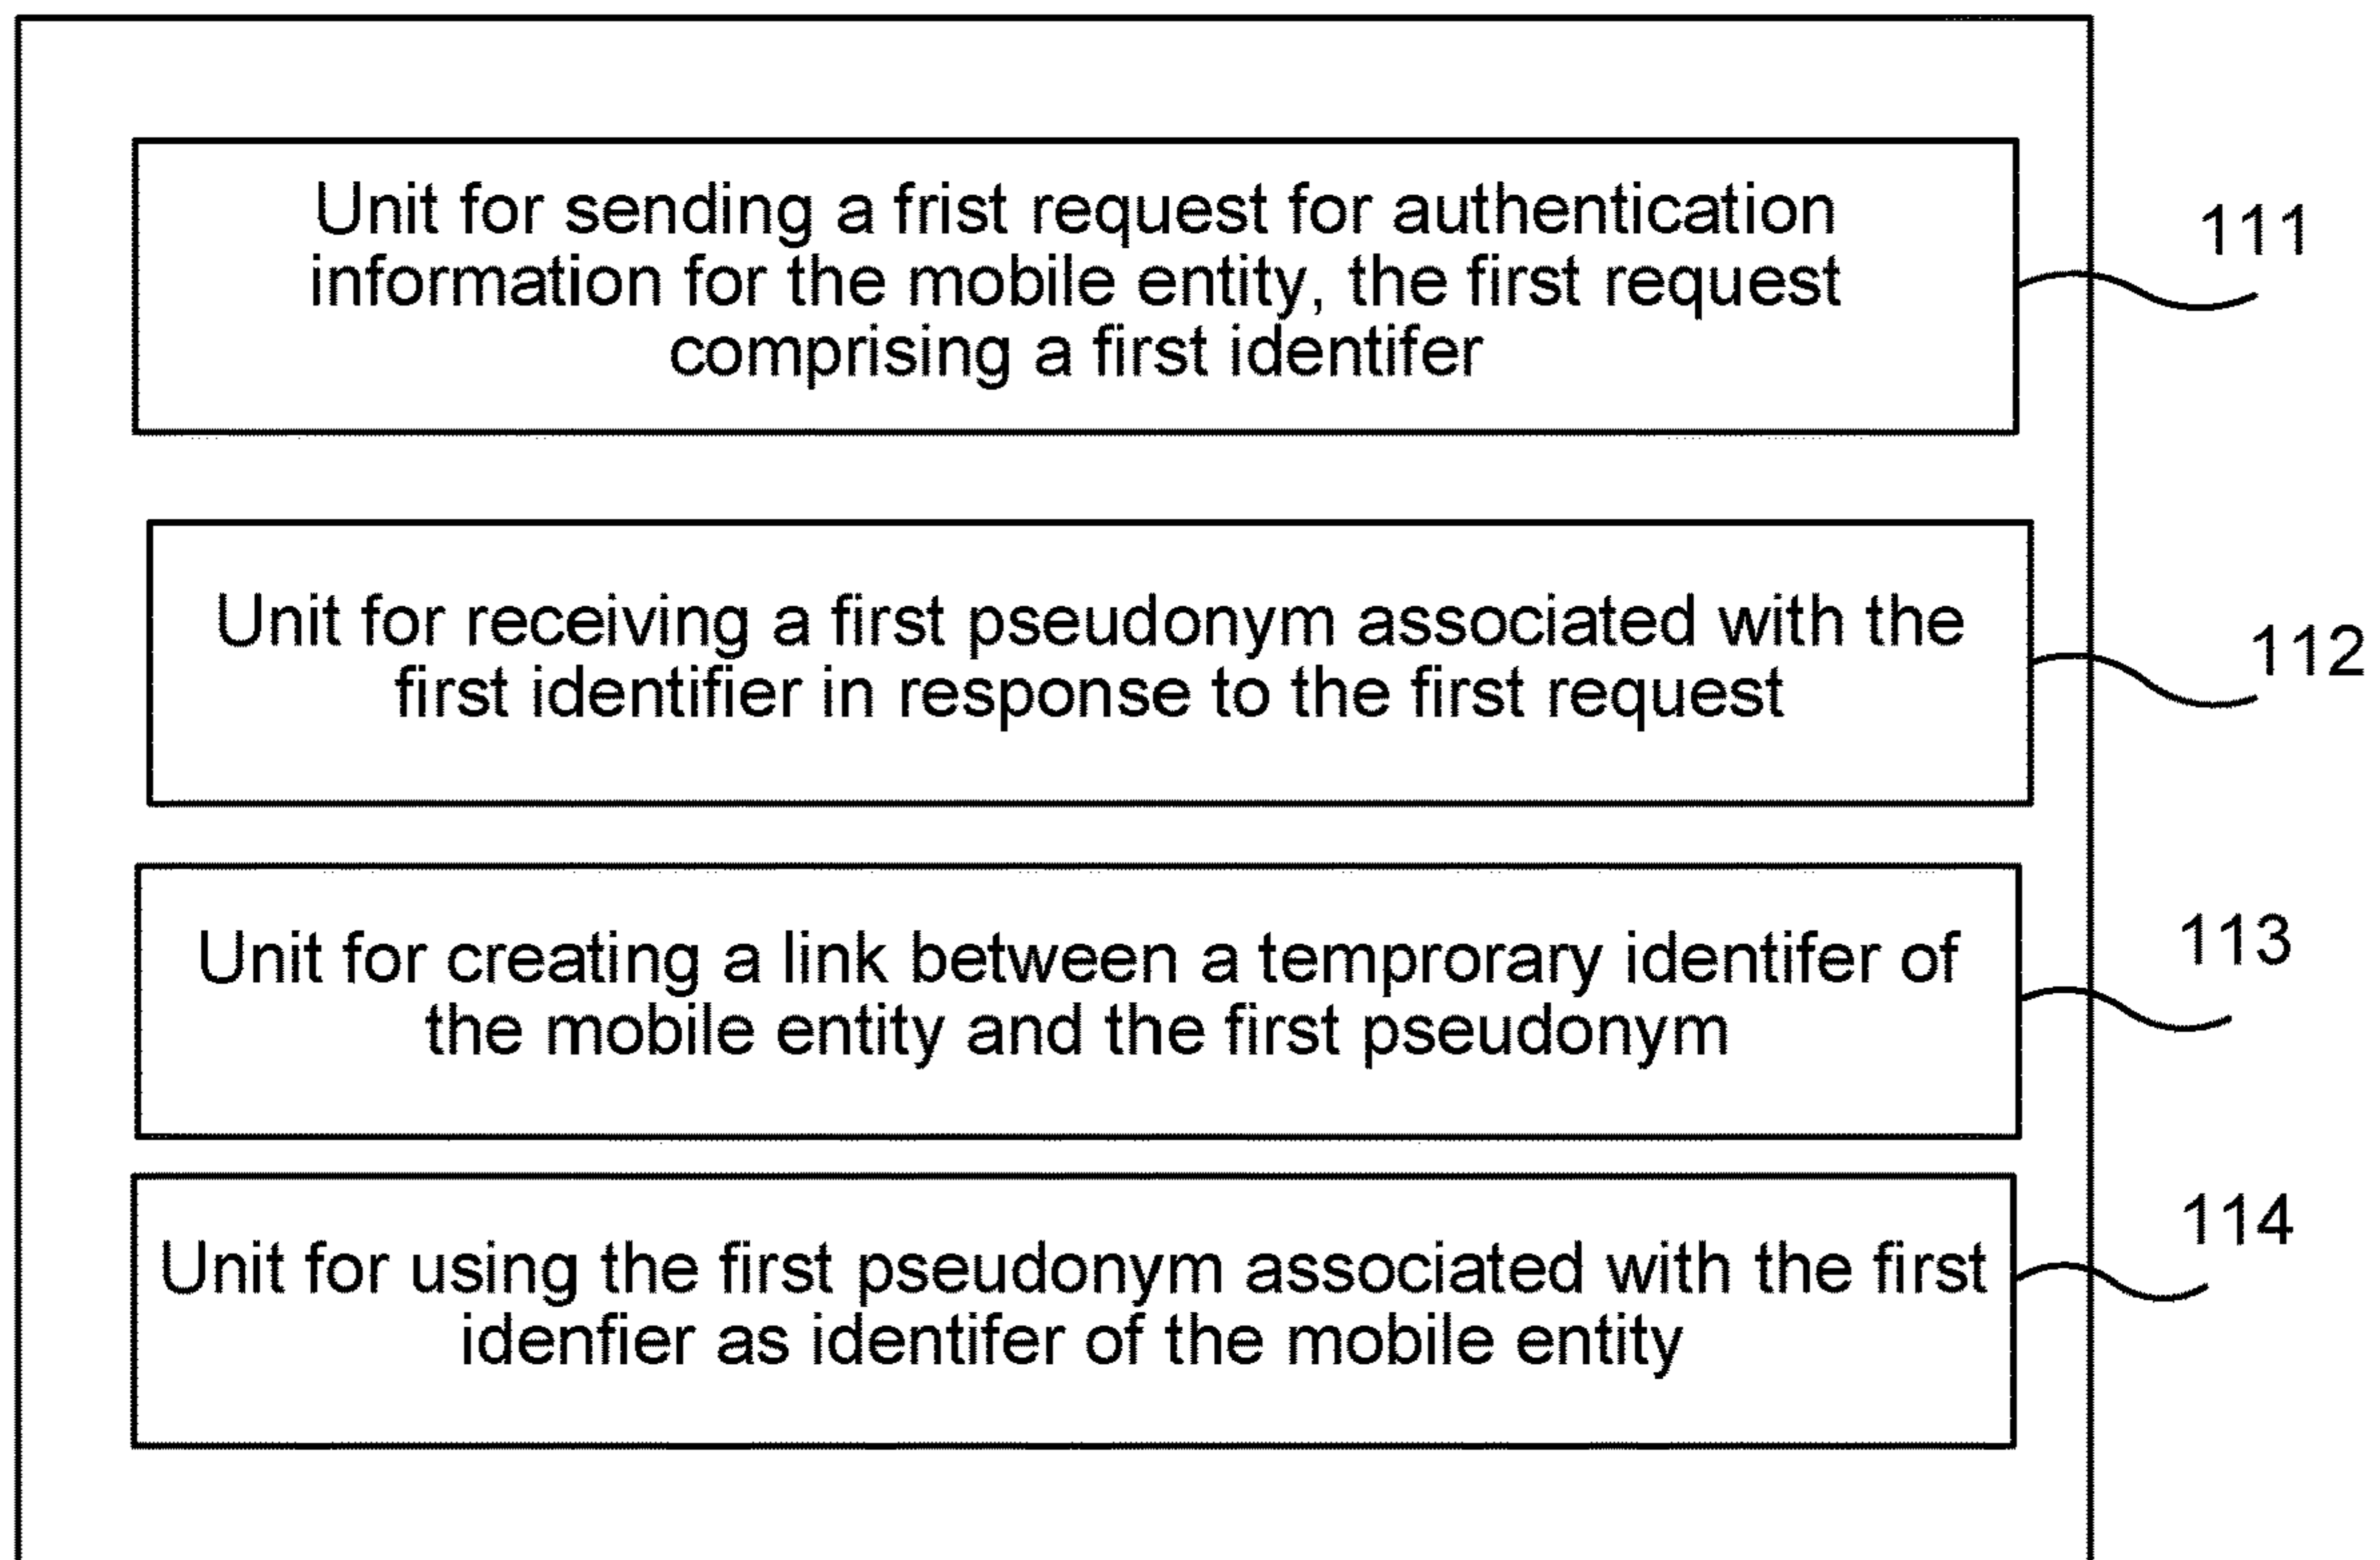 Unit for sending a frist request for authentication
information for the mobile entity, the first request
comprising a first identifer
111
Unit for receiving a first pseudonym associated with the
first identifier in response to the first request
112
Unit for creating a link between a temprorary identifer of
the mobile entity and the first pseudonym
113
Unit for using the first pseudonym associated with the first
idenfier as identifer of the mobile entity
114